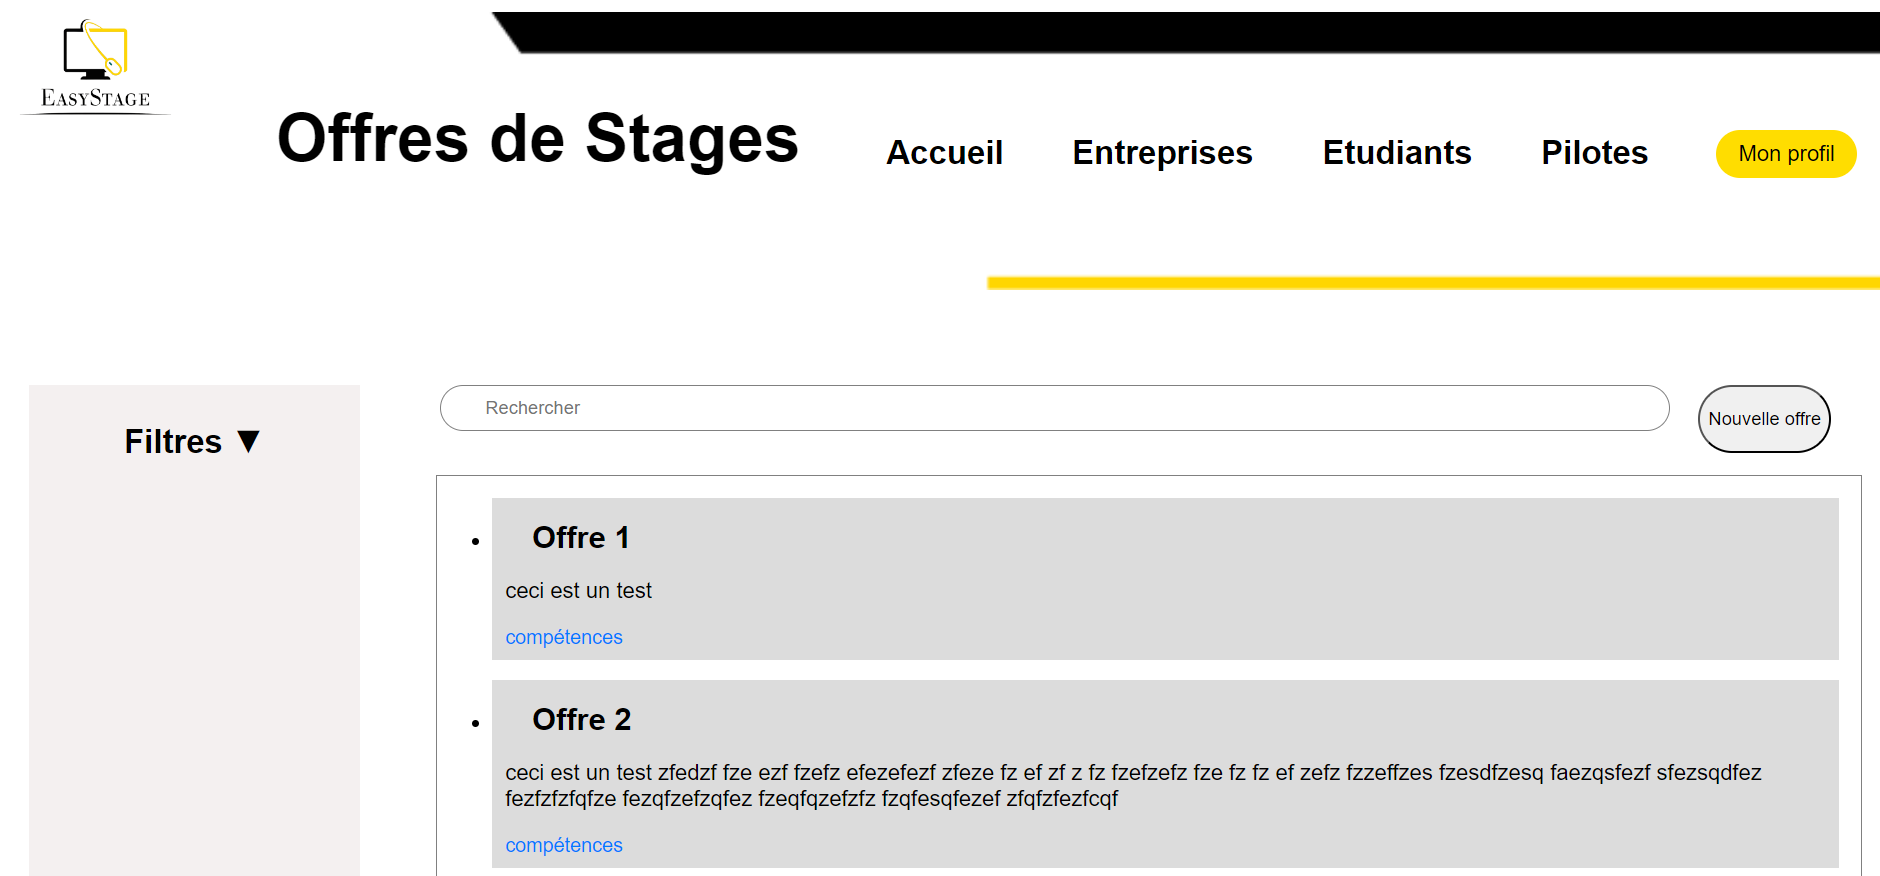 EASYSTAGE
Offres de Stages
Accueil
Entreprises
Etudiants
Pilotes
Mon profil
Filtres ▼
Rechercher
Nouvelle offre
Offre 1
ceci est un test
compétences
Offre 2
ceci est un test zfedzf fze ezf fzefz efezefezf zfeze fz ef zf z fz fzefzefz fze fz fz ef zefz fzzeffzes fzesdfzesq faezqsfezf sfezsqdfez
fezfzfzfqfze fezqfzefzqfez fzeqfqzefzfz fzqfesqfezef zfqfzfezfcqf
compétences